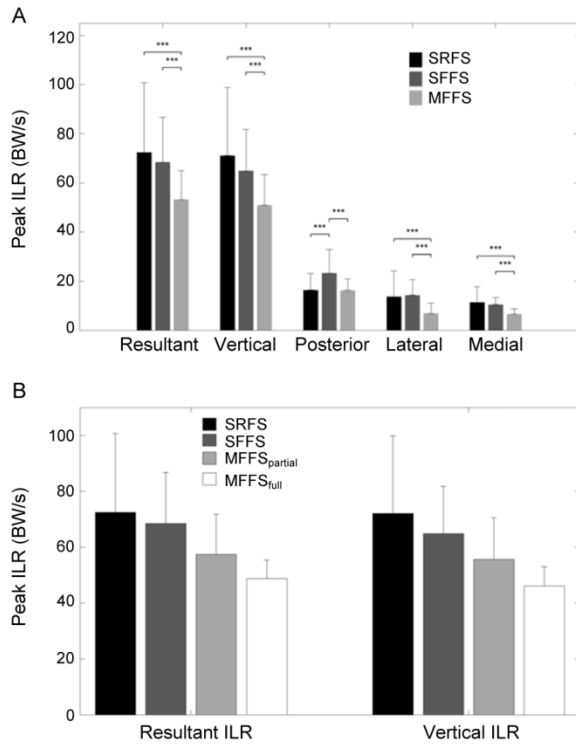 A
Peak ILR (BW/s)
120
100
80
60
40
20
0
***
***
***
***
***
***
***
***
***
***
SRFS
SFFS
MFFS
Resultant
Vertical
Posterior
Lateral
Medial
B
Peak ILR (BW/s)
100
80
60
40
20
0
SRFS
SFFS
MFFSpartial
MFFSfull
Resultant ILR
Vertical ILR